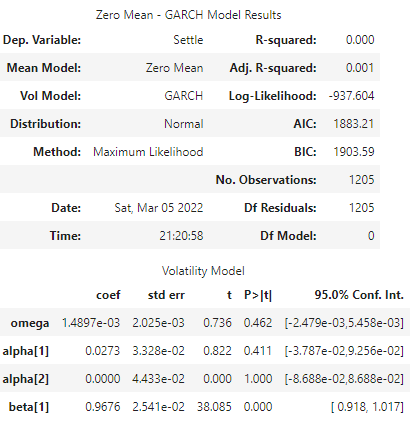 Zero Mean - GARCH Model Results
Dep. Variable: Settle R-squared: 0.000
Mean Model: Zero Mean Adj. R-squared: 0.001
Vol Model: GARCH Log-Likelihood: -937.604
Distribution: Normal AIC: 1883.21
Method: Maximum Likelihood BIC: 1903.59
No. Observations: 1205
Date: Sat, Mar 05 2022 Df Residuals: 1205
Time: 21:20:58 Df Model: 0
Volatility Model
coef std err t P>|t| 95.0% Conf. Int.
omega 1.4897e-03 2.025e-03 0.736 0.462 [-2.479e-03,5.458e-03]
alpha[1] 0.0273 3.328e-02 0.822 0.411 [-3.787e-02,9.256e-02]
alpha[2] 0.0000 4.433e-02 0.000 1.000 [-8.688e-02,8.688e-02]
beta[1] 0.9676 2.541e-02 38.085 0.000 [ 0.918, 1.017]